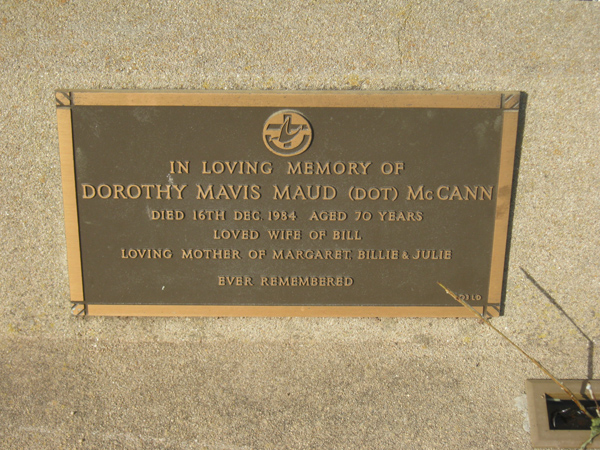 IN LOVING MEMORY OF
DOROTHY MAVIS MAUD (DOT) McCANN
DIED 16TH DEC 1984 AGED 70 YEARS
LOVED WIFE OF BILL
LOVING MOTHER OF MARGARET, BILLIE & JULIE
EVER REMEMBERED